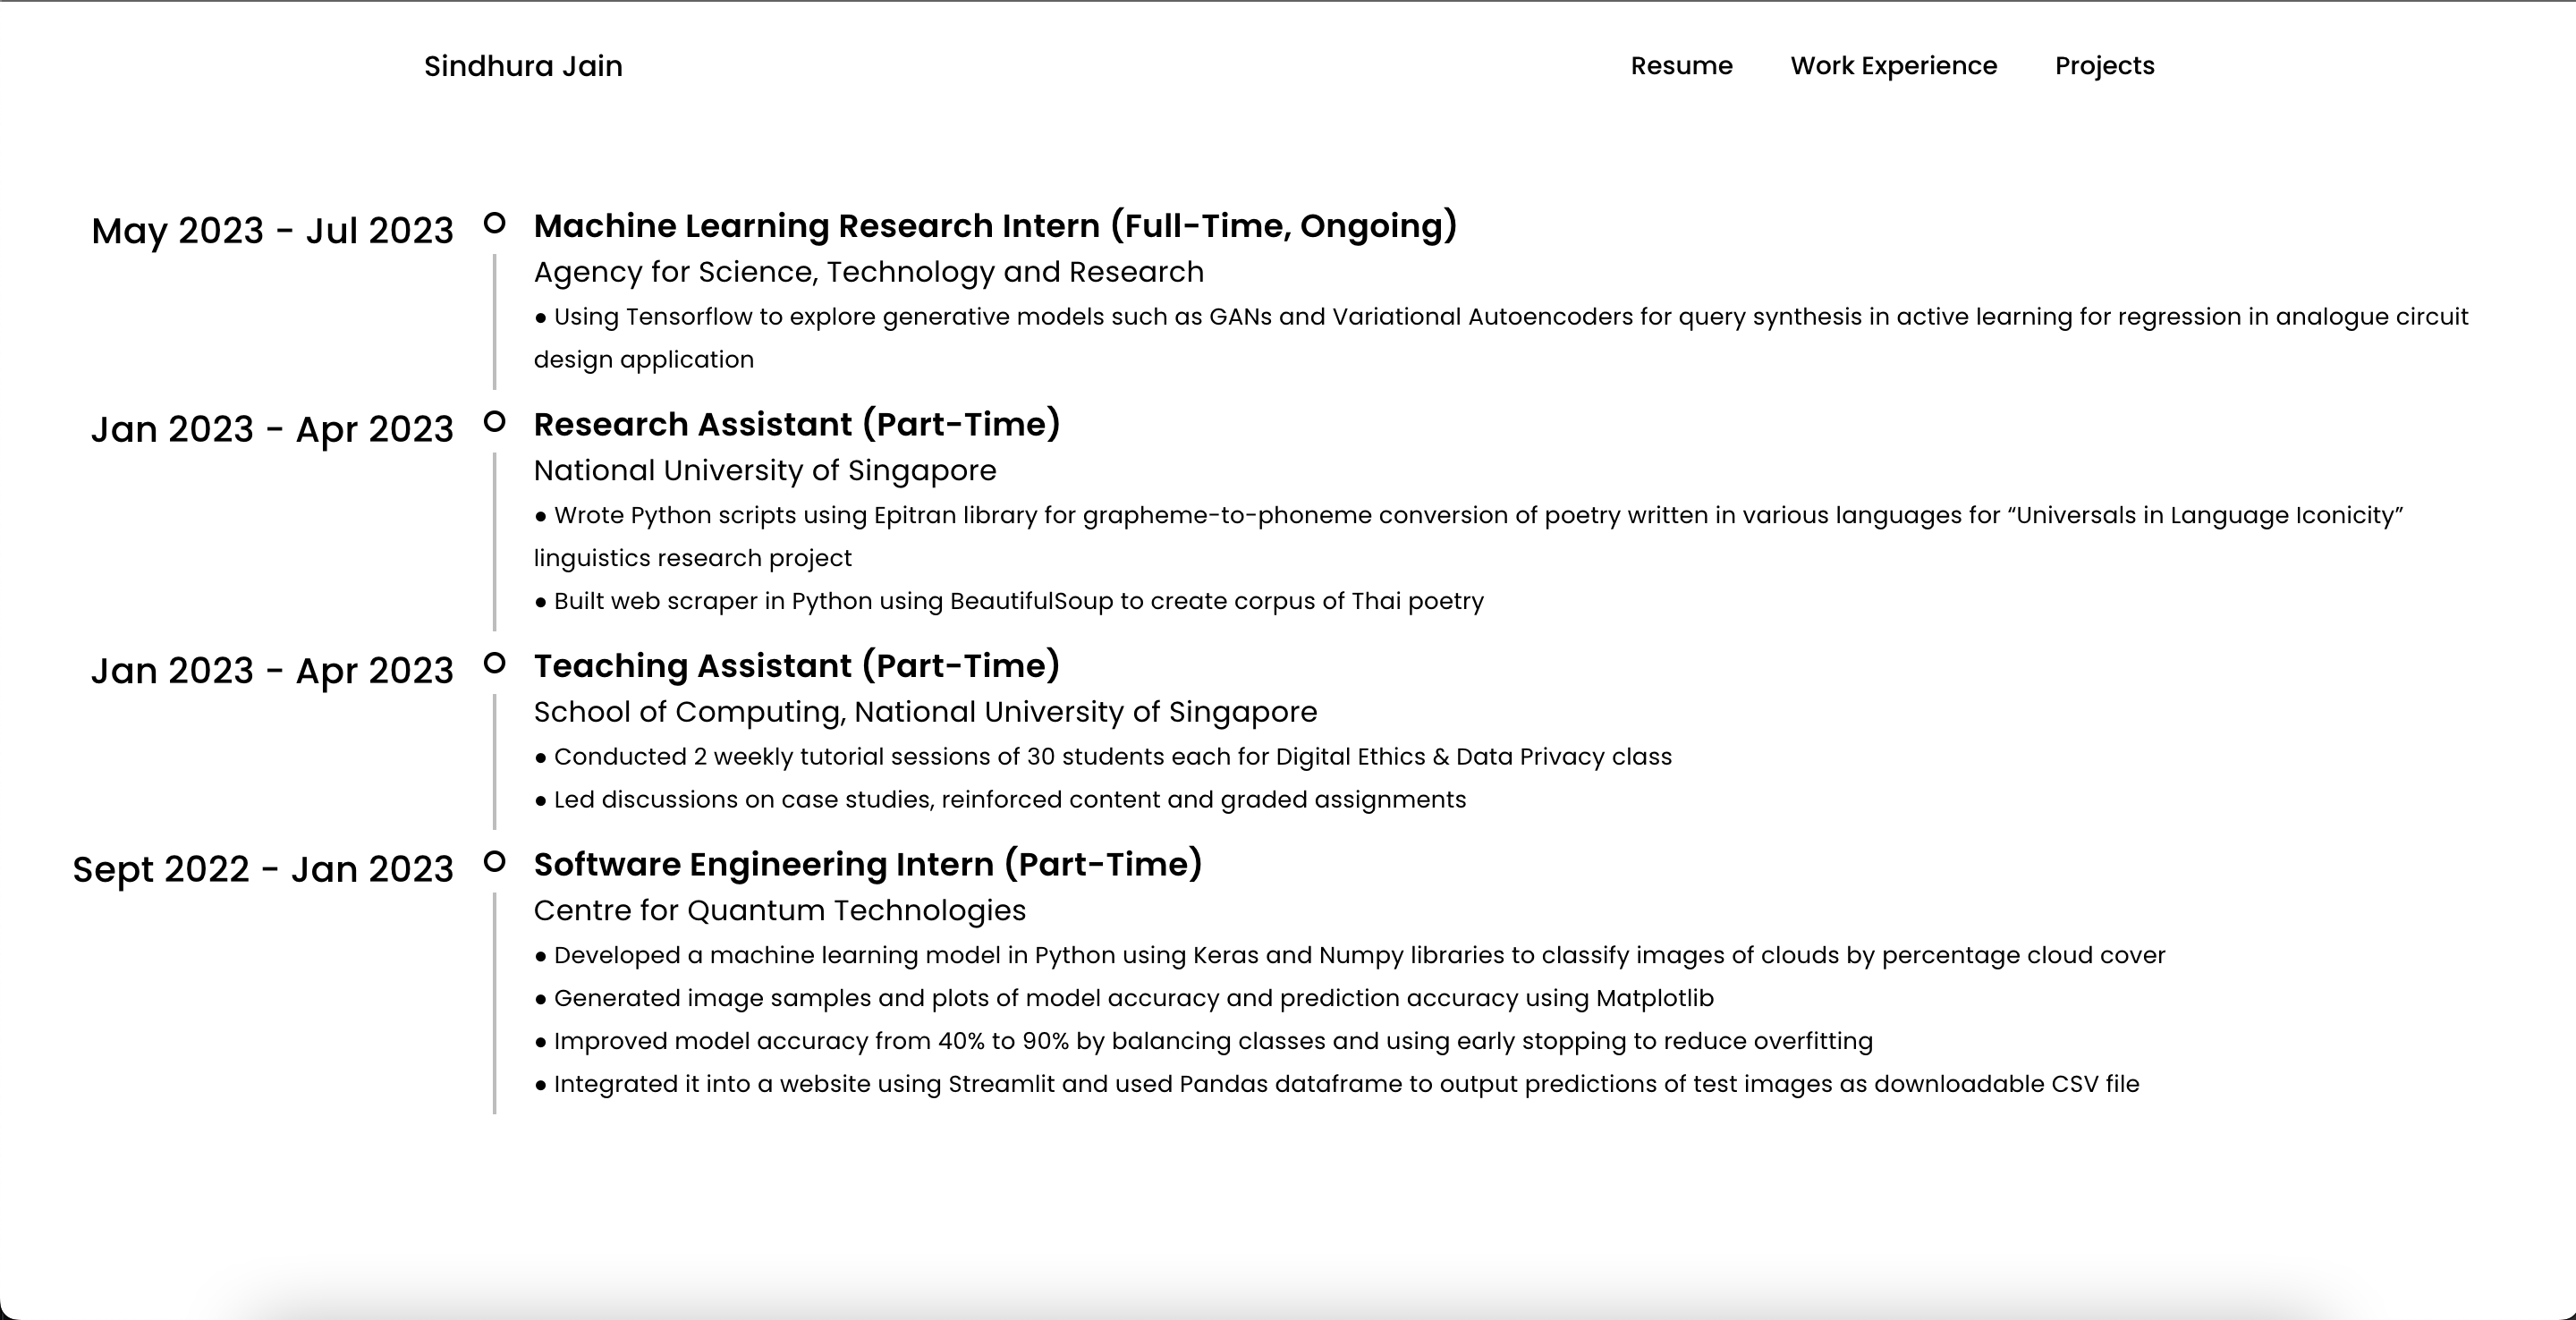 Sindhura Jain
Resume
Work Experience
Projects
May 2023 - Jul 2023
Machine Learning Research Intern (Full-Time, Ongoing)
Agency for Science, Technology and Research
● Using Tensorflow to explore generative models such as GANs and Variational Autoencoders for query synthesis in active learning for regression in analogue circuit
design application
Jan 2023 - Apr 2023
Research Assistant (Part-Time)
National University of Singapore
● Wrote Python scripts using Epitran library for grapheme-to-phoneme conversion of poetry written in various languages for “Universals in Language Iconicity”
linguistics research project
● Built web scraper in Python using BeautifulSoup to create corpus of Thai poetry
Jan 2023 - Apr 2023
Teaching Assistant (Part-Time)
School of Computing, National University of Singapore
● Conducted 2 weekly tutorial sessions of 30 students each for Digital Ethics & Data Privacy class
● Led discussions on case studies, reinforced content and graded assignments
Sept 2022 - Jan 2023
Software Engineering Intern (Part-Time)
Centre for Quantum Technologies
● Developed a machine learning model in Python using Keras and Numpy libraries to classify images of clouds by percentage cloud cover
● Generated image samples and plots of model accuracy and prediction accuracy using Matplotlib
● Improved model accuracy from 40% to 90% by balancing classes and using early stopping to reduce overfitting
● Integrated it into a website using Streamlit and used Pandas dataframe to output predictions of test images as downloadable CSV file